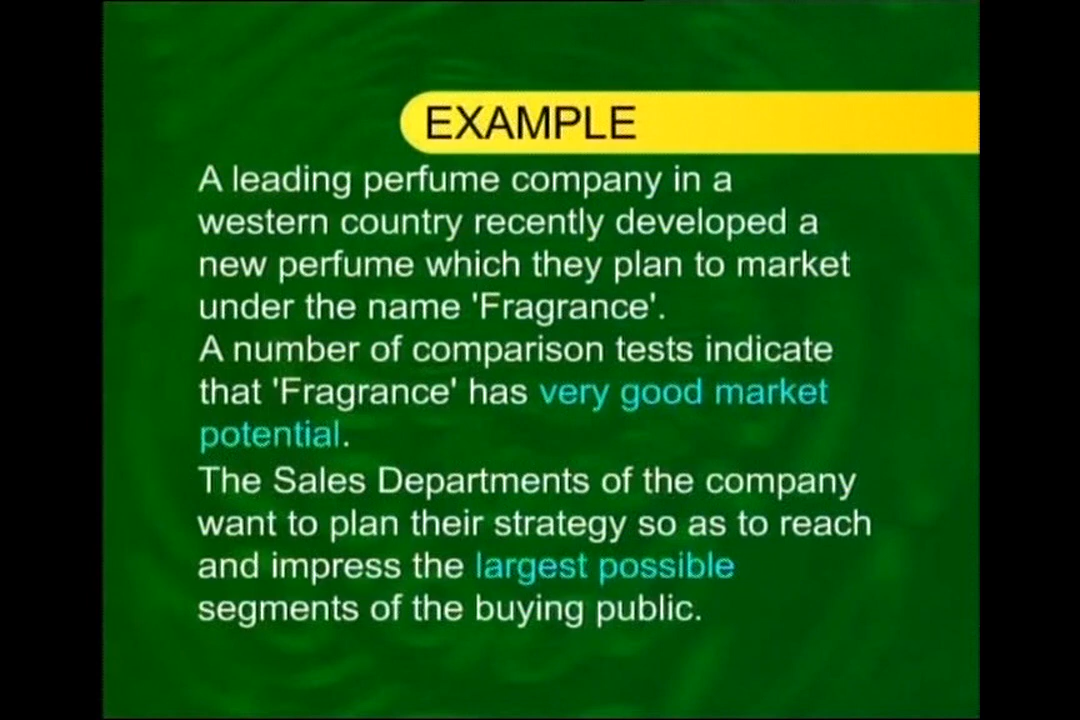 EXAMPLE
A leading perfume company in a
western country recently developed a
new perfume which they plan to market
under the name 'Fragrance'.
A number of comparison tests indicate
that 'Fragrance' has very good market
potential.
The Sales Departments of the company
want to plan their strategy so as to reach
and impress the largest possible
segments of the buying public.